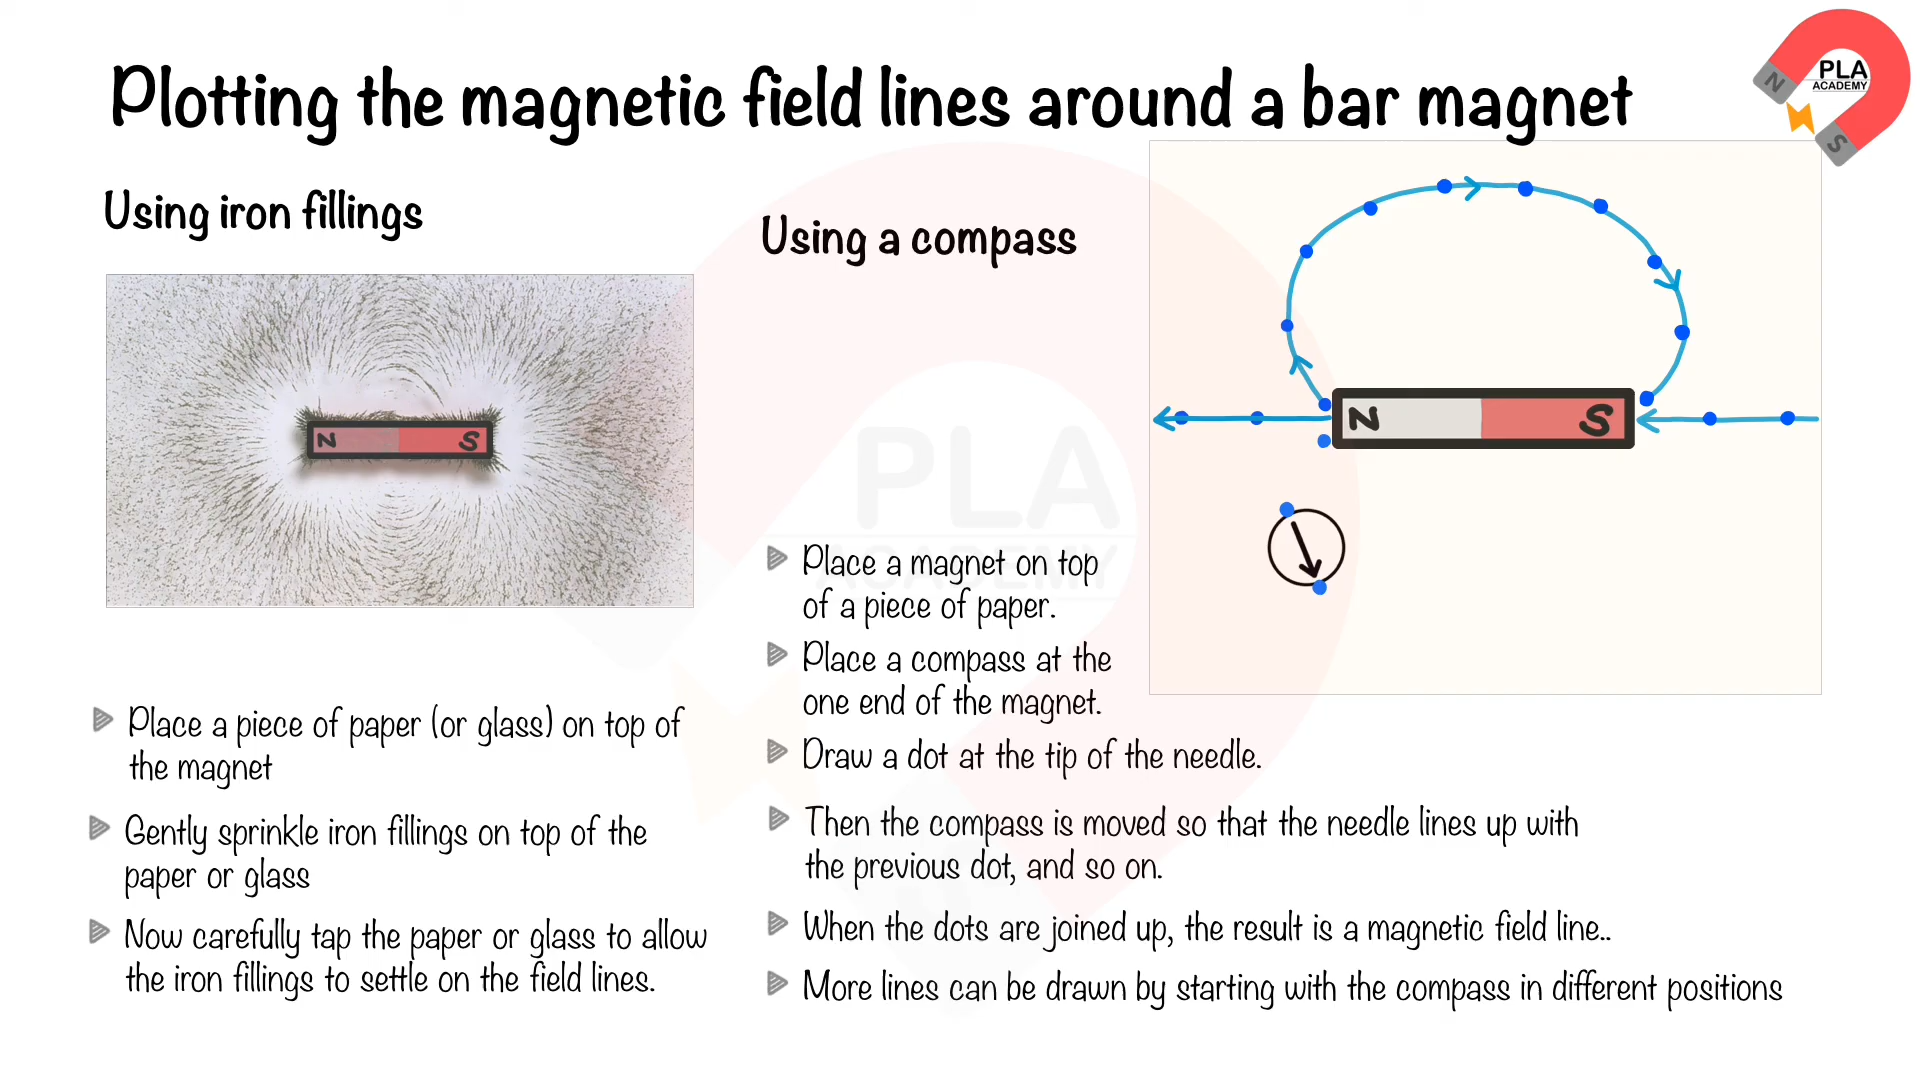 Plotting the magnetic field lines around a bar magnet
PLA
ACADEMY
N
S
Using iron fillings
N S
Place a piece of paper (or glass) on top of
the magnet
Gently sprinkle iron fillings on top of the
paper or glass
Now carefully tap the paper or glass to allow
the iron fillings to settle on the field lines.
Using a compass
N S
PLA
ACADEMY
Place a magnet on top
of a piece of paper.
Place a compass at the
one end of the magnet.
Draw a dot at the tip of the needle.
Then the compass is moved so that the needle lines up with
the previous dot, and so on.
When the dots are joined up, the result is a magnetic field line..
More lines can be drawn by starting with the compass in different positions